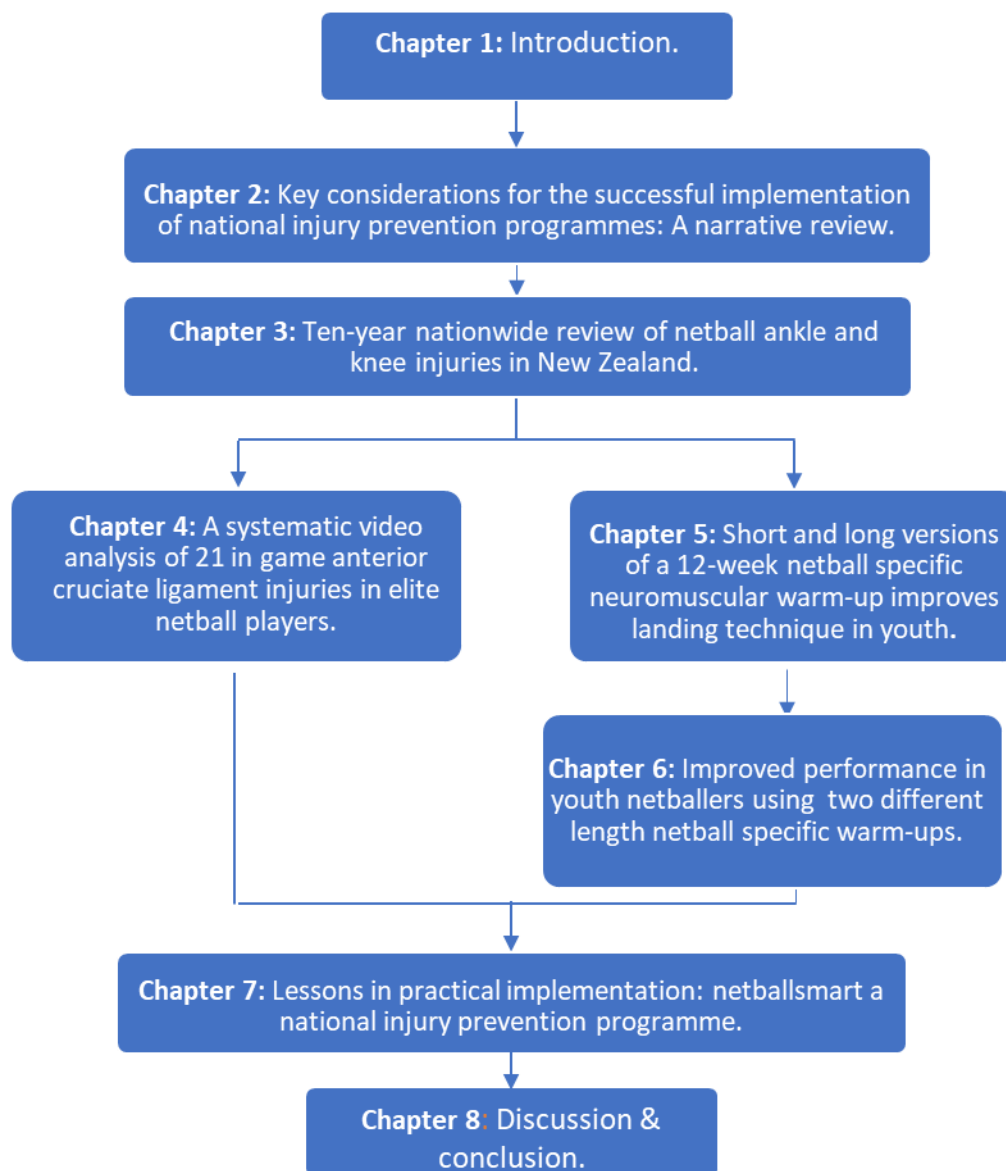 Chapter 1: Introduction.
Chapter 2: Key considerations for the successful implementation
of national injury prevention programmes: A narrative review.
Chapter 3: Ten-year nationwide review of netball ankle and
knee injuries in New Zealand.
Chapter 4: A systematic video
analysis of 21 in game anterior
cruciate ligament injuries in elite
netball players.
Chapter 5: Short and long versions
of a 12-week netball specific
neuromuscular warm-up improves
landing technique in youth.
Chapter 6: Improved performance in
youth netballers using two different
length netball specific warm-ups.
Chapter 7: Lessons in practical implementation: netballsmart a
national injury prevention programme.
Chapter 8: Discussion &
conclusion.